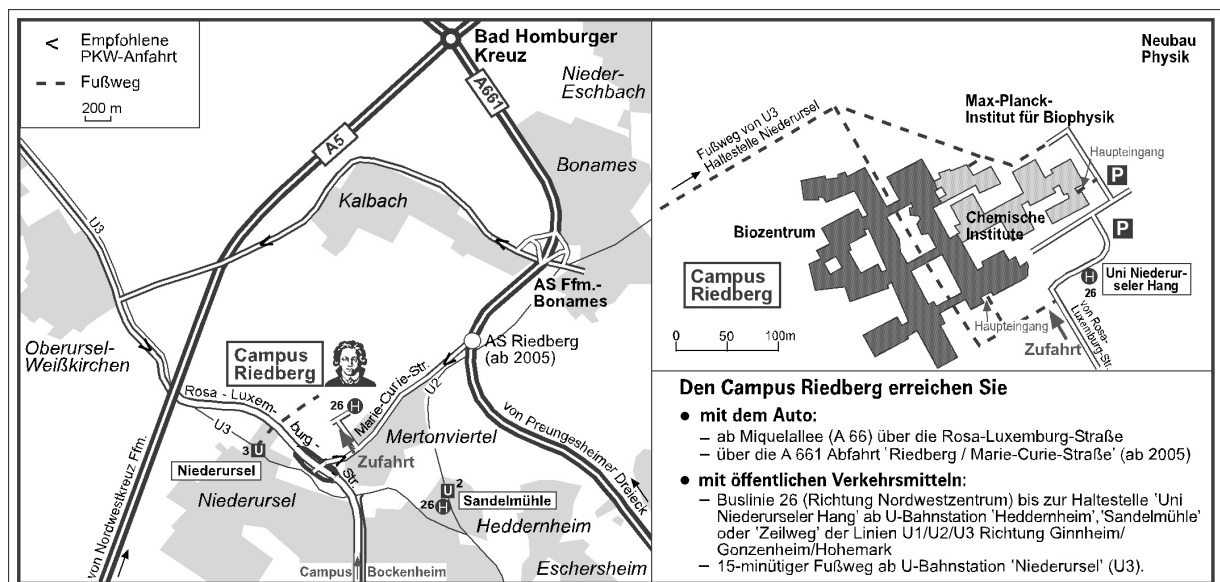 Empfohlene
PKW-Anfahrt
Fußweg
200 m
Bad Homburger
Kreuz
Nieder-
Eschbach
A661
A5
Bonames
Kalbach
U3
AS Ffm.-
Bonames
AS Riedberg
(ab 2005)
Oberursel-
Weißkirchen
Campus
Riedberg
Rosa - Luxem-
burg -
Str.
26 H
Marie-Curie-Str.
U2
Mertonviertel
von Preungesheimer Dreieck
U3
3 U
Niederursel
Zufahrt
Niederursel
U 2
26 H
Sandelmühle
Heddernheim
Eschersheim
von Nordwestkreuz Ffm.
Campus Bockenheim
Neubau
Physik
Max-Planck-
Institut für Biophysik
Fußweg von U3
Haltestelle Niederursel
Haupteingang
P
Chemische
Institute
P
Biozentrum
Campus
Riedberg
0 50 100m
H
26
Uni Niederur-
seler Hang
von Rosa-
Luxemburg-Str.
Haupteingang
Zufahrt
Den Campus Riedberg erreichen Sie
● mit dem Auto:
– ab Miquelallee (A 66) über die Rosa-Luxemburg-Straße
– über die A 661 Abfahrt 'Riedberg / Marie-Curie-Straße' (ab 2005)
● mit öffentlichen Verkehrsmitteln:
– Buslinie 26 (Richtung Nordwestzentrum) bis zur Haltestelle 'Uni
Niederurseler Hang' ab U-Bahnstation 'Heddernheim','Sandelmühle'
oder 'Zeilweg' der Linien U1/U2/U3 Richtung Ginnheim/
Gonzenheim/Hohemark
– 15-minütiger Fußweg ab U-Bahnstation 'Niederursel' (U3).